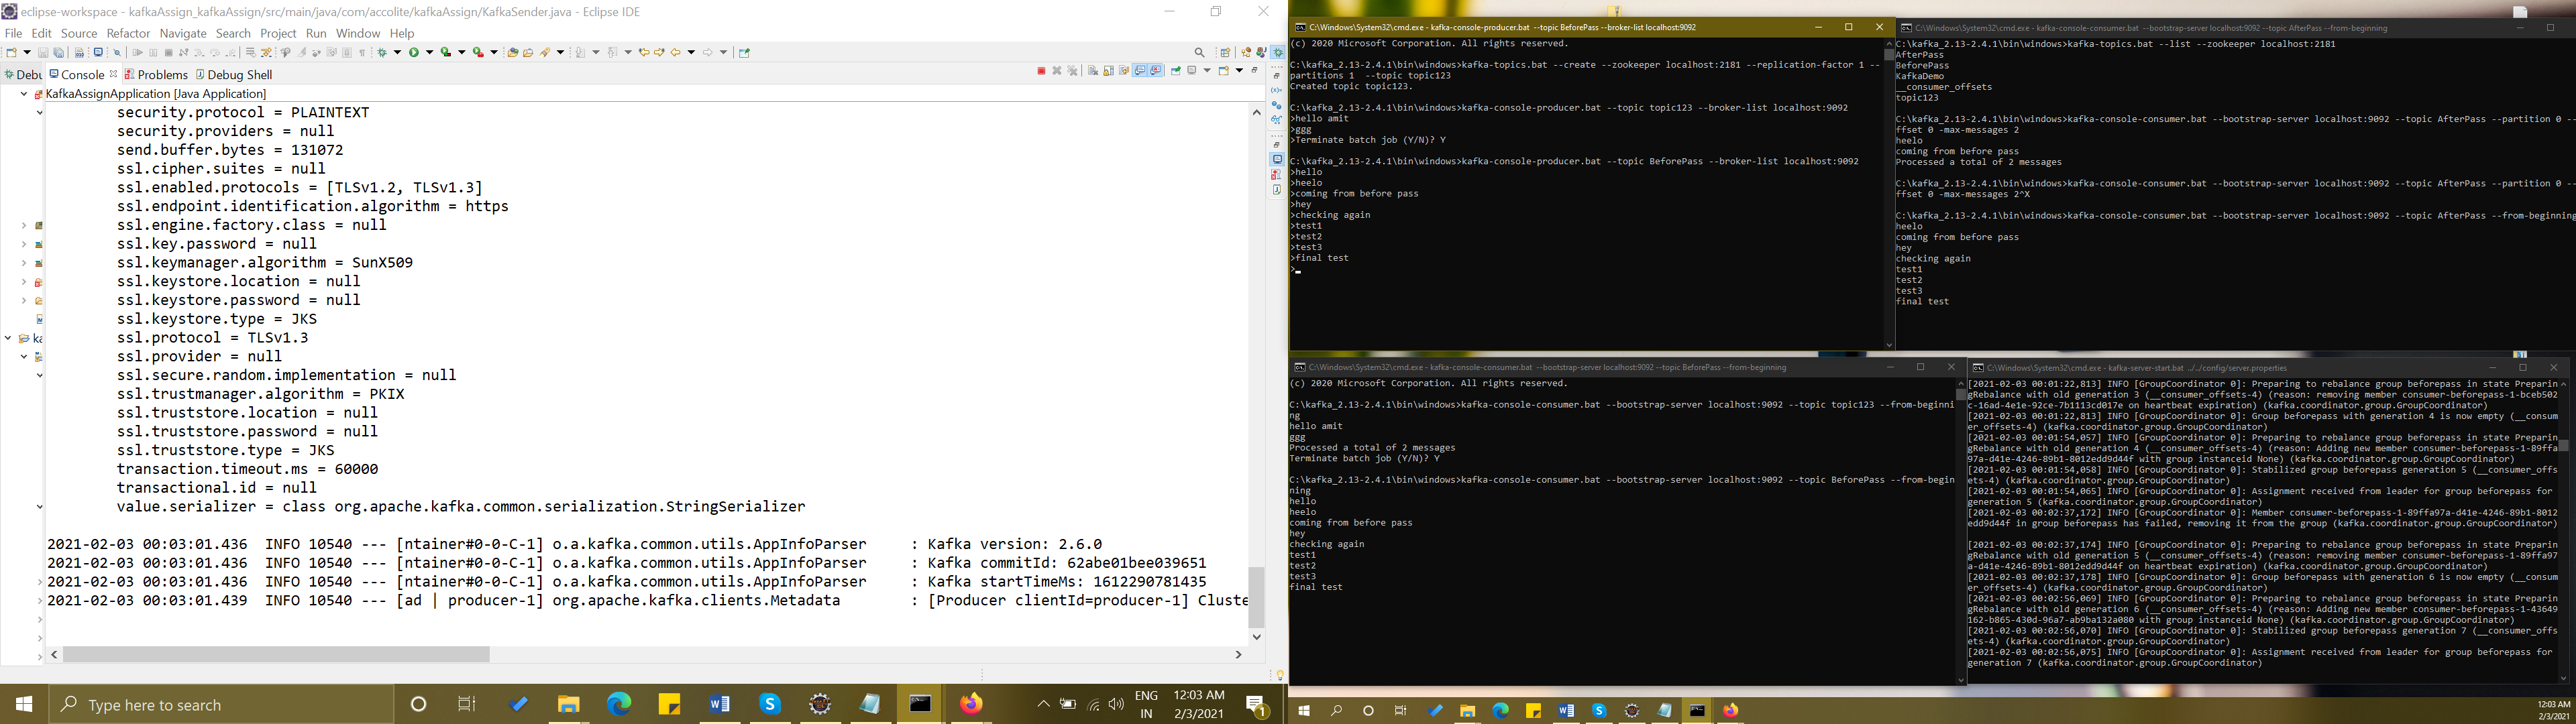 eclipse-workspace - kafkaAssign_kafkaAssign/src/main/java/com/accolite/kafkaAssign/KafkaSender.java - Eclipse IDE
File Edit Source Refactor Navigate Search Project Run Window Help
Debu Console Problems Debug Shell
KafkaAssignApplication [Java Application]
security.protocol = PLAINTEXT
security.providers = null
send.buffer.bytes = 131072
ssl.cipher.suites = null
ssl.enabled.protocols = [TLSv1.2, TLSv1.3]
ssl.endpoint.identification.algorithm = https
ssl.engine.factory.class = null
ssl.key.password = null
ssl.keymanager.algorithm = SunX509
ssl.keystore.location = null
ssl.keystore.password = null
ssl.keystore.type = JKS
ssl.protocol = TLSv1.3
ssl.provider = null
ssl.secure.random.implementation = null
ssl.trustmanager.algorithm = PKIX
ssl.truststore.location = null
ssl.truststore.password = null
ssl.truststore.type = JKS
transaction.timeout.ms = 60000
transactional.id = null
value.serializer = class org.apache.kafka.common.serialization.StringSerializer
ka
2021-02-03 00:03:01.436 INFO 10540 --- [ntainer#0-0-C-1] o.a.kafka.common.utils.AppInfoParser : Kafka version: 2.6.0
2021-02-03 00:03:01.436 INFO 10540 --- [ntainer#0-0-C-1] o.a.kafka.common.utils.AppInfoParser : Kafka commitId: 62abe01bee039651
2021-02-03 00:03:01.436 INFO 10540 --- [ntainer#0-0-C-1] o.a.kafka.common.utils.AppInfoParser : Kafka startTimeMs: 1612290781435
2021-02-03 00:03:01.439 INFO 10540 --- [ad | producer-1] org.apache.kafka.clients.Metadata : [Producer clientId=producer-1] Cluste
Type here to search
ENG
IN
12:03 AM
2/3/2021
1
C:\Windows\System32\cmd.exe - kafka-console-producer.bat --topic BeforePass --broker-list localhost:9092
(c) 2020 Microsoft Corporation. All rights reserved.
C:\kafka_2.13-2.4.1\bin\windows>kafka-topics.bat --create --zookeeper localhost:2181 --replication-factor 1 --
partitions 1 --topic topic123
Created topic topic123.
C:\kafka_2.13-2.4.1\bin\windows>kafka-console-producer.bat --topic topic123 --broker-list localhost:9092
>hello amit
>ggg
>Terminate batch job (Y/N)? Y
C:\kafka_2.13-2.4.1\bin\windows>kafka-console-producer.bat --topic BeforePass --broker-list localhost:9092
>hello
>heelo
>coming from before pass
>hey
>checking again
>test1
>test2
>test3
>final test
>
C:\Windows\System32\cmd.exe - kafka-console-consumer.bat --bootstrap-server localhost:9092 --topic AfterPass --from-beginning
C:\kafka_2.13-2.4.1\bin\windows>kafka-topics.bat --list --zookeeper localhost:2181
AfterPass
BeforePass
KafkaDemo
__consumer_offsets
topic123
C:\kafka_2.13-2.4.1\bin\windows>kafka-console-consumer.bat --bootstrap-server localhost:9092 --topic AfterPass --partition 0 --
ffset 0 -max-messages 2
heelo
coming from before pass
Processed a total of 2 messages
C:\kafka_2.13-2.4.1\bin\windows>kafka-console-consumer.bat --bootstrap-server localhost:9092 --topic AfterPass --partition 0 --
ffset 0 -max-messages 2^X
C:\kafka_2.13-2.4.1\bin\windows>kafka-console-consumer.bat --bootstrap-server localhost:9092 --topic AfterPass --from-beginning
heelo
coming from before pass
hey
checking again
test1
test2
test3
final test
C:\Windows\System32\cmd.exe - kafka-console-consumer.bat --bootstrap-server localhost:9092 --topic BeforePass --from-beginning
(c) 2020 Microsoft Corporation. All rights reserved.
C:\kafka_2.13-2.4.1\bin\windows>kafka-console-consumer.bat --bootstrap-server localhost:9092 --topic topic123 --from-beginni
ng
hello amit
ggg
Processed a total of 2 messages
Terminate batch job (Y/N)? Y
C:\kafka_2.13-2.4.1\bin\windows>kafka-console-consumer.bat --bootstrap-server localhost:9092 --topic BeforePass --from-begin
ning
hello
heelo
coming from before pass
hey
checking again
test1
test2
test3
final test
C:\Windows\System32\cmd.exe - kafka-server-start.bat ../../config/server.properties
[2021-02-03 00:01:22,813] INFO [GroupCoordinator 0]: Preparing to rebalance group beforepass in state Preparin
gRebalance with old generation 3 (__consumer_offsets-4) (reason: removing member consumer-beforepass-1-bceb502
c-16ad-4e1e-92ce-7b1113cd017e on heartbeat expiration) (kafka.coordinator.group.GroupCoordinator)
[2021-02-03 00:01:22,813] INFO [GroupCoordinator 0]: Group beforepass with generation 4 is now empty (__consum
er_offsets-4) (kafka.coordinator.group.GroupCoordinator)
[2021-02-03 00:01:54,057] INFO [GroupCoordinator 0]: Preparing to rebalance group beforepass in state Preparin
gRebalance with old generation 4 (__consumer_offsets-4) (reason: Adding new member consumer-beforepass-1-89ffa
97a-d41e-4246-89b1-8012edd9d44f with group instanceid None) (kafka.coordinator.group.GroupCoordinator)
[2021-02-03 00:01:54,058] INFO [GroupCoordinator 0]: Stabilized group beforepass generation 5 (__consumer_offs
ets-4) (kafka.coordinator.group.GroupCoordinator)
[2021-02-03 00:01:54,065] INFO [GroupCoordinator 0]: Assignment received from leader for group beforepass for
generation 5 (kafka.coordinator.group.GroupCoordinator)
[2021-02-03 00:02:37,172] INFO [GroupCoordinator 0]: Member consumer-beforepass-1-89ffa97a-d41e-4246-89b1-8012
edd9d44f in group beforepass has failed, removing it from the group (kafka.coordinator.group.GroupCoordinator)
[2021-02-03 00:02:37,174] INFO [GroupCoordinator 0]: Preparing to rebalance group beforepass in state Preparin
gRebalance with old generation 5 (__consumer_offsets-4) (reason: removing member consumer-beforepass-1-89ffa97
a-d41e-4246-89b1-8012edd9d44f on heartbeat expiration) (kafka.coordinator.group.GroupCoordinator)
[2021-02-03 00:02:37,178] INFO [GroupCoordinator 0]: Group beforepass with generation 6 is now empty (__consum
er_offsets-4) (kafka.coordinator.group.GroupCoordinator)
[2021-02-03 00:02:56,069] INFO [GroupCoordinator 0]: Preparing to rebalance group beforepass in state Preparin
gRebalance with old generation 6 (__consumer_offsets-4) (reason: Adding new member consumer-beforepass-1-43649
162-b865-430d-96a7-ab9ba132a080 with group instanceid None) (kafka.coordinator.group.GroupCoordinator)
[2021-02-03 00:02:56,070] INFO [GroupCoordinator 0]: Stabilized group beforepass generation 7 (__consumer_offs
ets-4) (kafka.coordinator.group.GroupCoordinator)
[2021-02-03 00:02:56,075] INFO [GroupCoordinator 0]: Assignment received from leader for group beforepass for
generation 7 (kafka.coordinator.group.GroupCoordinator)
12:03 AM
2/3/2021